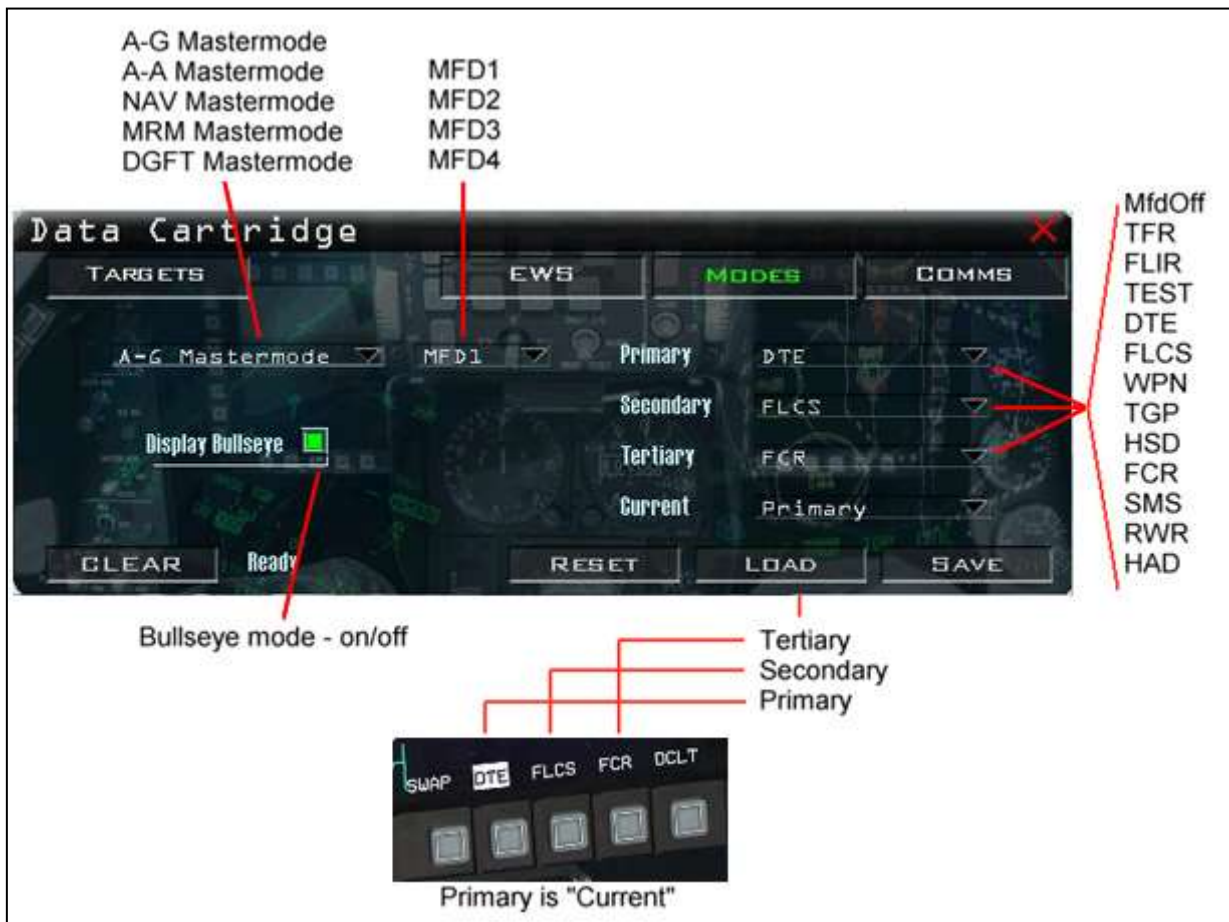 A-G Mastermode
A-A Mastermode
NAV Mastermode
MRM Mastermode
DGFT Mastermode
MFD1
MFD2
MFD3
MFD4
MfdOff
TFR
FLIR
TEST
DTE
FLCS
WPN
TGP
HSD
FCR
SMS
RWR
HAD
Data Cartridge
TARGETS
EWS
MODES
COMMS
A-G Mastermode
MFD1
Primary DTE
Secondary FLCS
Display Bullseye
Tertiary FCR
Current Primary
CLEAR
Ready
RESET
LOAD
SAVE
Bullseye mode - on/off
Tertiary
Secondary
Primary
SWAP DTE FLCS FCR DCLT
Primary is "Current"